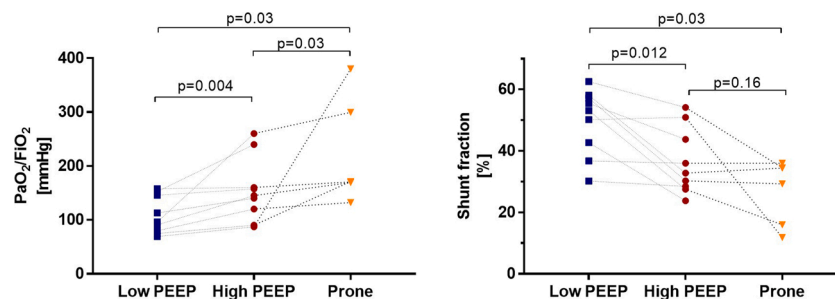 p=0.03
p=0.03
p=0.004
400
300
200
100
0
PaO2/FiO2
[mmHg]
Low PEEP High PEEP Prone
p=0.03
p=0.012
p=0.16
60
40
20
0
Shunt fraction
[%]
Low PEEP High PEEP Prone